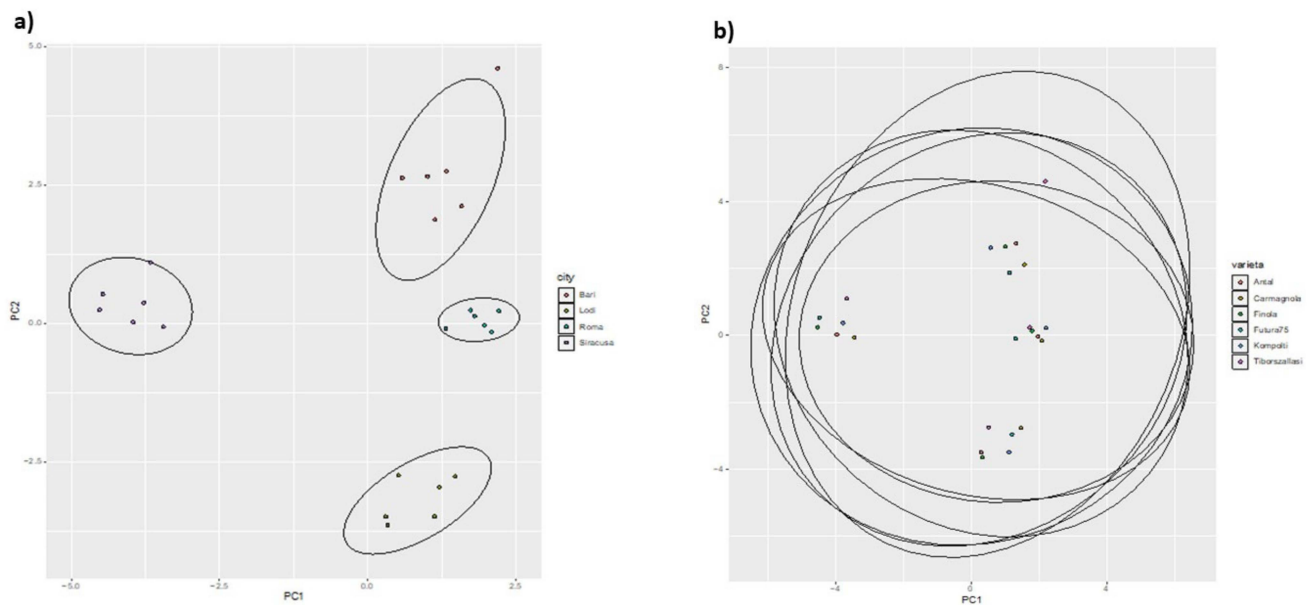 a)
5.0
2.5
0.0
−2.5
PC2
−5.0
−2.5
0.0
2.5
PC1
city
Bari
Lodi
Roma
Siracusa
b)
8
4
0
−4
PC2
−4
0
4
PC1
varieta
Antal
Carmagnola
Finola
Futura75
Kompolti
Tiborszallasi